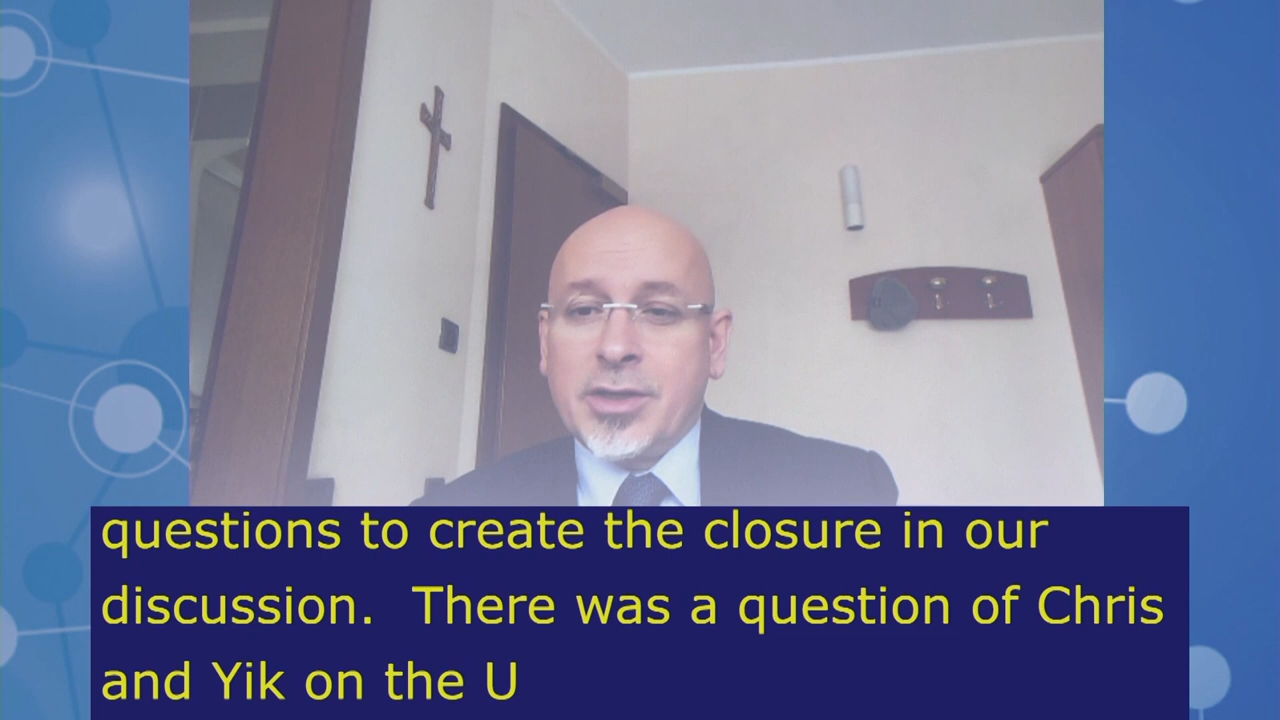 questions to create the closure in our
discussion.  There was a question of Chris
and Yik on the U